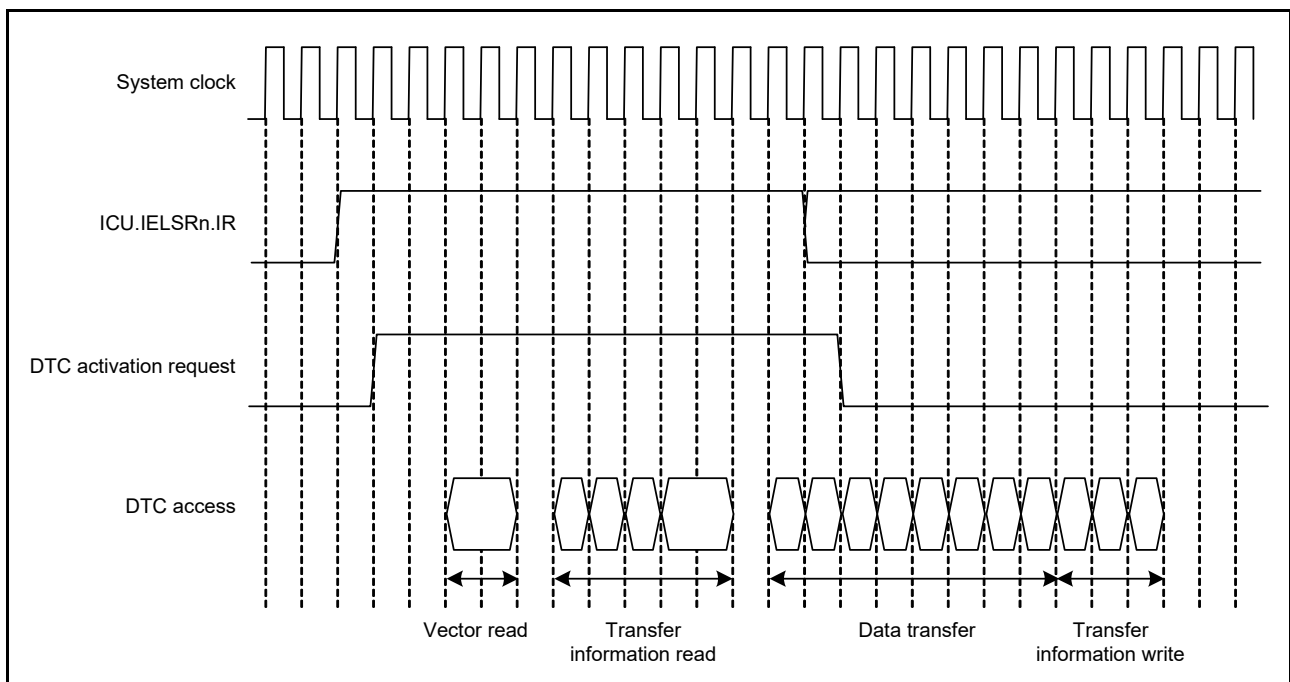 System clock
ICU.IELSRn.IR
DTC activation request
DTC access
Vector read
Transfer
information read
Data transfer
Transfer
information write